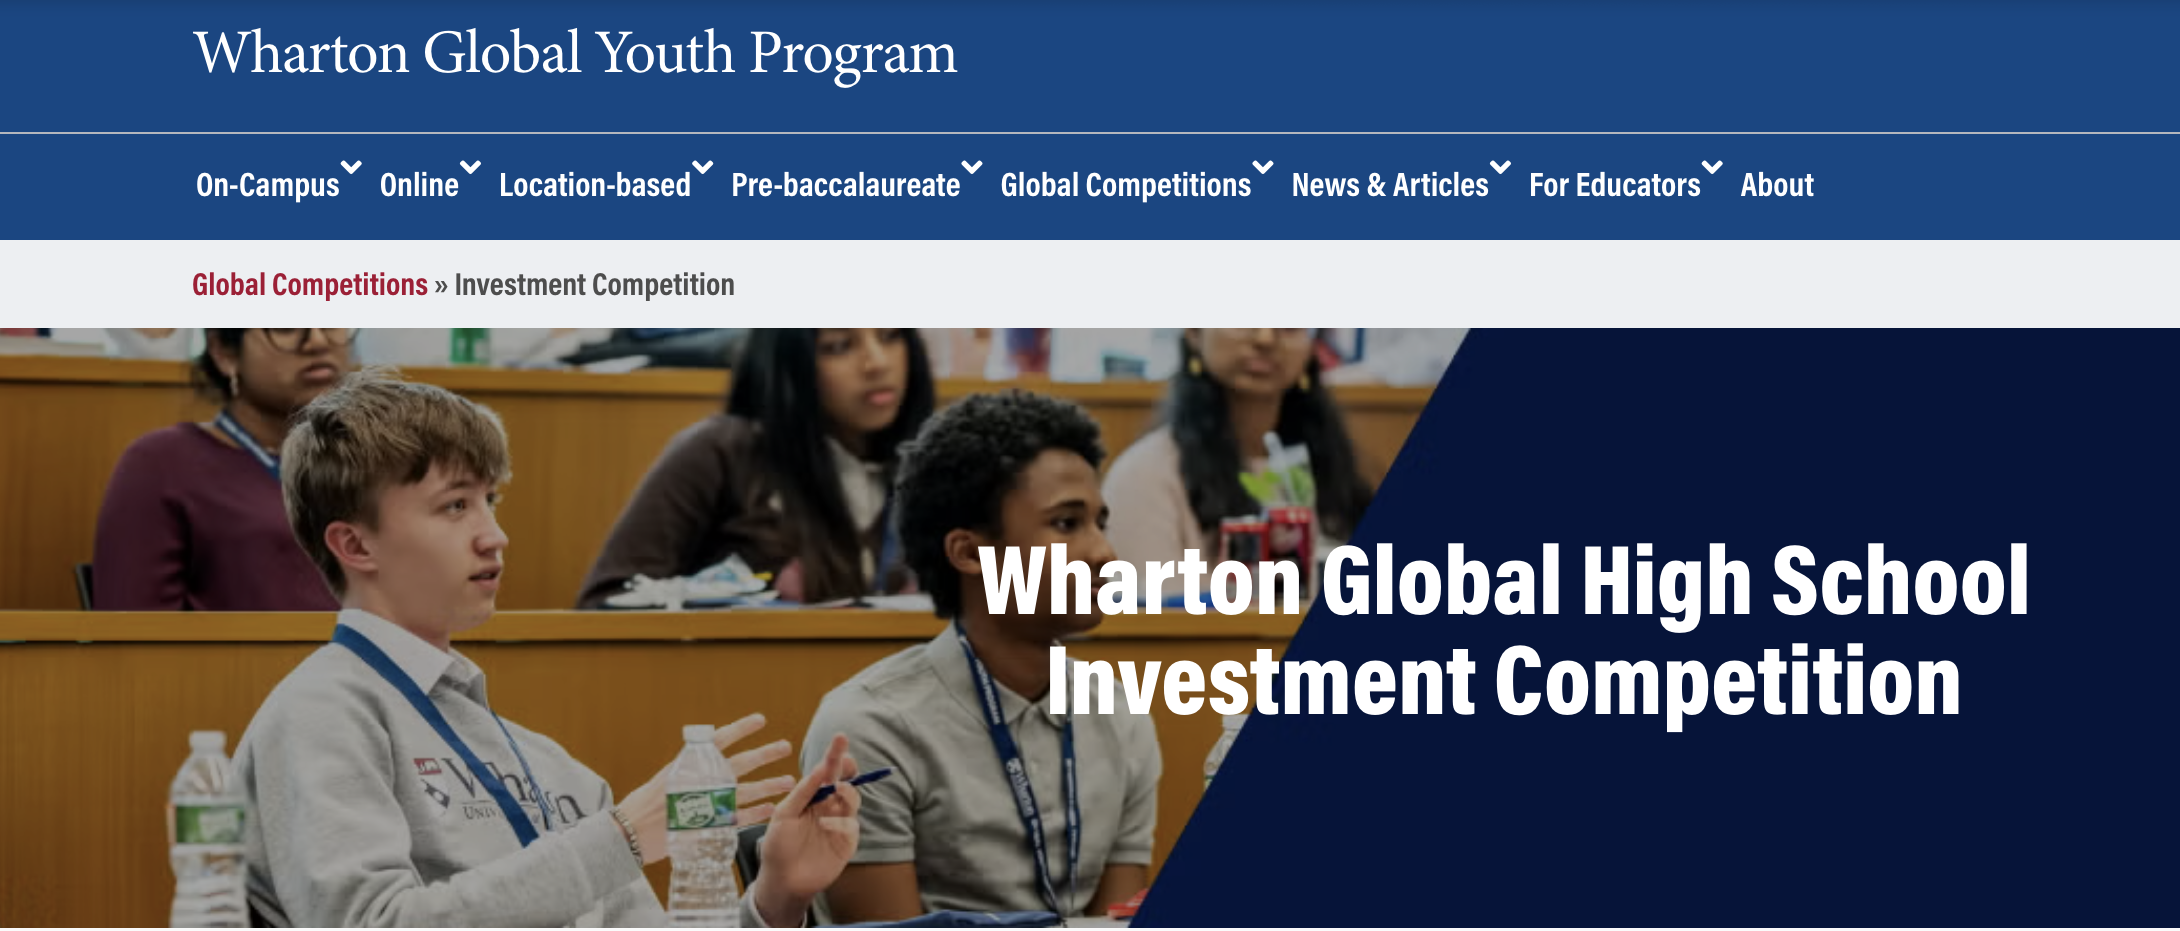 Wharton Global Youth Program
On-Campus Online Location-based Pre-baccalaureate Global Competitions News & Articles For Educators About
Global Competitions » Investment Competition
Wharton Global High School
Investment Competition
Wharton